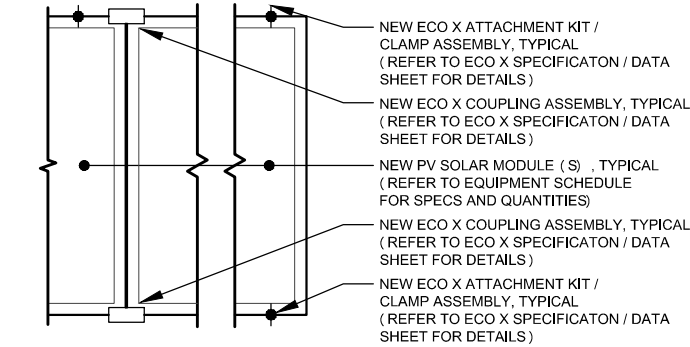 NEW ECO X ATTACHMENT KIT /
CLAMP ASSEMBLY, TYPICAL
( REFER TO ECO X SPECIFICATON / DATA
SHEET FOR DETAILS )
NEW ECO X COUPLING ASSEMBLY, TYPICAL
( REFER TO ECO X SPECIFICATON / DATA
SHEET FOR DETAILS )
NEW PV SOLAR MODULE ( S) , TYPICAL
( REFER TO EQUIPMENT SCHEDULE
FOR SPECS AND QUANTITIES)
NEW ECO X COUPLING ASSEMBLY, TYPICAL
( REFER TO ECO X SPECIFICATON / DATA
SHEET FOR DETAILS )
NEW ECO X ATTACHMENT KIT /
CLAMP ASSEMBLY, TYPICAL
( REFER TO ECO X SPECIFICATON / DATA
SHEET FOR DETAILS )